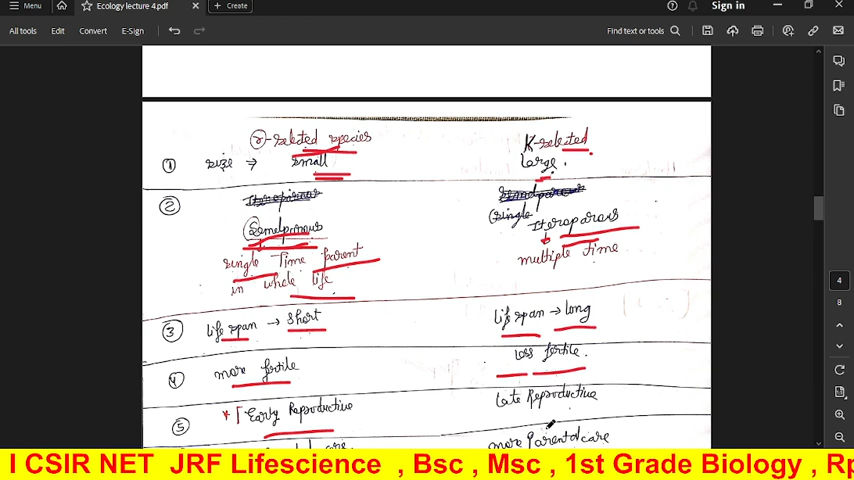 Menu
Ecology lecture 4.pdf
Create
Sign in
All tools
Edit
Convert
E-Sign
Find text or tools
r-selected species
K-selected
① size → small
large.
②
Semelparous
(single
Iteroparous
single Time parent
multiple time
in whole life
③ life span → short
life span → long
④ more fertile
less fertile.
⑤ * Early Reproductive
late Reproductive
care
more Parental care
4
8
I CSIR NET JRF Lifescience , Bsc , Msc , 1st Grade Biology , Rp